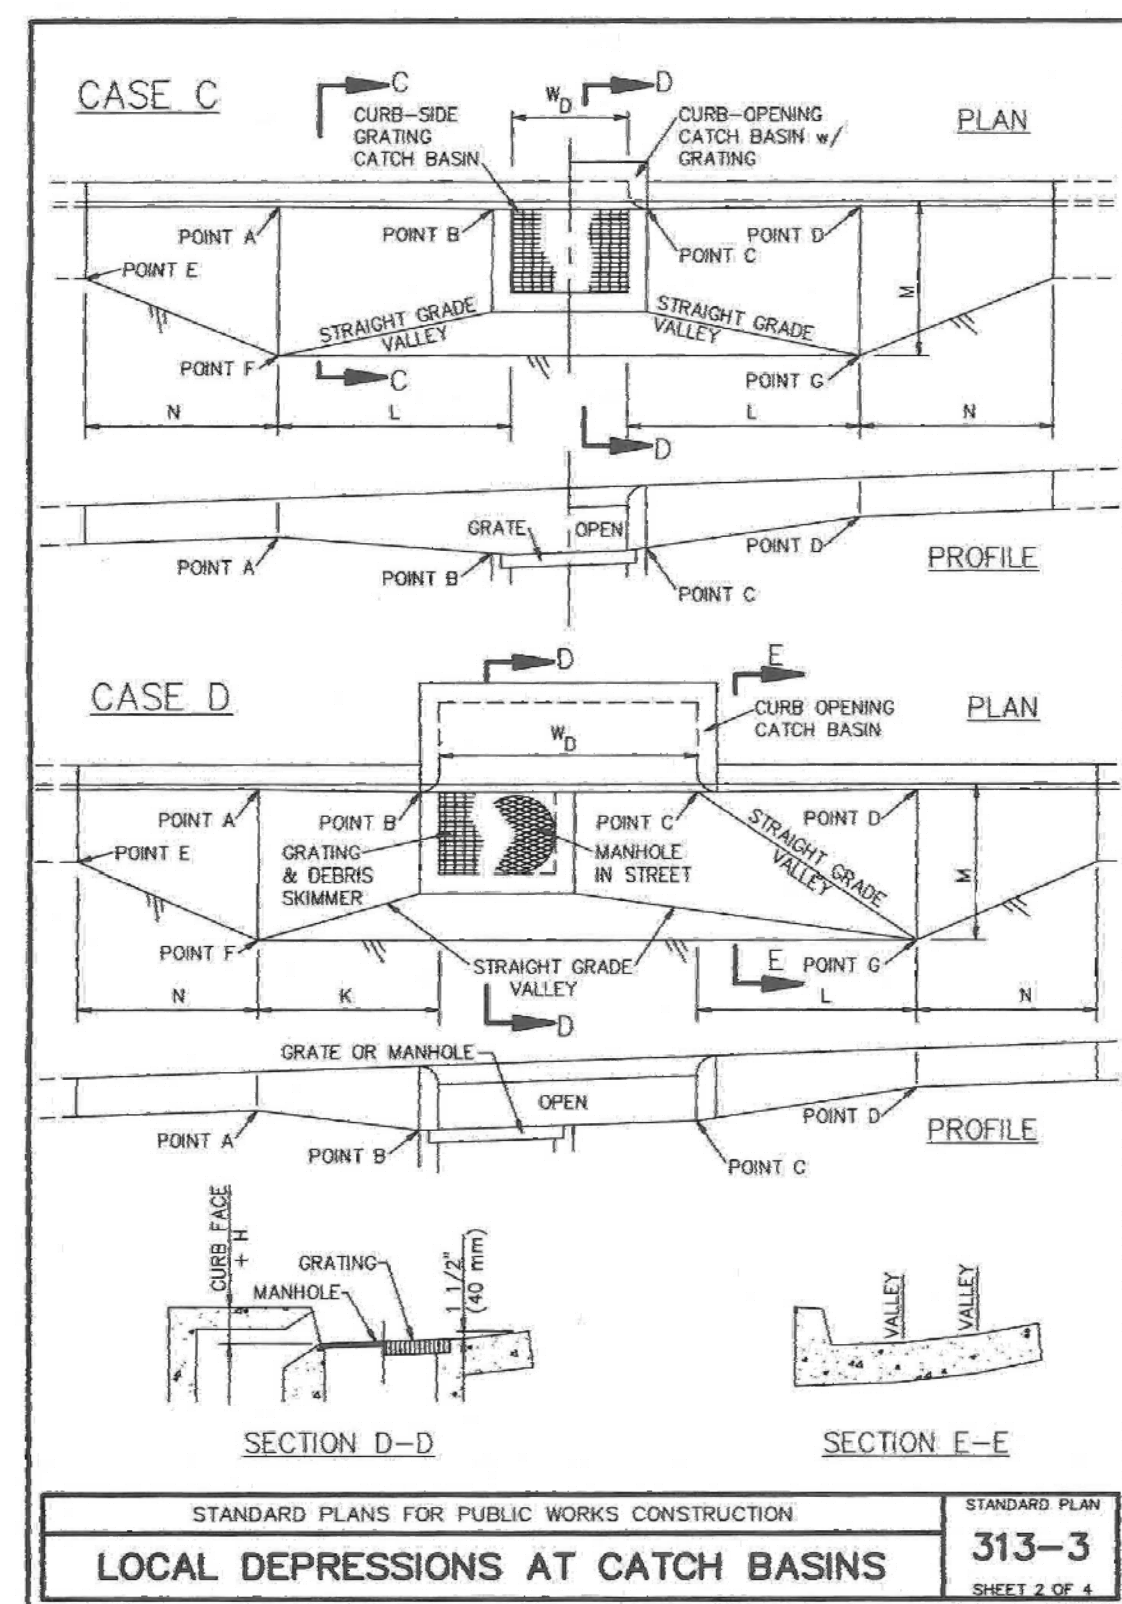 CASE C
C
W_D
D
CURB-SIDE
GRATING
CATCH BASIN
CURB-OPENING
CATCH BASIN w/
GRATING
PLAN
POINT A
POINT B
POINT D
POINT C
POINT E
M
STRAIGHT GRADE
VALLEY
STRAIGHT GRADE
VALLEY
POINT F
C
POINT G
N
L
L
N
D
GRATE
OPEN
POINT A
POINT B
POINT D
POINT C
PROFILE
CASE D
D
E
CURB OPENING
CATCH BASIN
PLAN
W_D
POINT A
POINT B
POINT C
POINT D
POINT E
GRATING
& DEBRIS
SKIMMER
MANHOLE
IN STREET
STRAIGHT GRADE
VALLEY
M
POINT F
STRAIGHT GRADE
VALLEY
E
POINT G
N
K
L
N
D
GRATE OR MANHOLE
OPEN
POINT A
POINT B
POINT D
POINT C
PROFILE
CURB FACE
+ H
GRATING
MANHOLE
1 1/2"
(40 mm)
VALLEY
VALLEY
SECTION D-D
SECTION E-E
STANDARD PLANS FOR PUBLIC WORKS CONSTRUCTION
LOCAL DEPRESSIONS AT CATCH BASINS
STANDARD PLAN
313-3
SHEET 2 OF 4